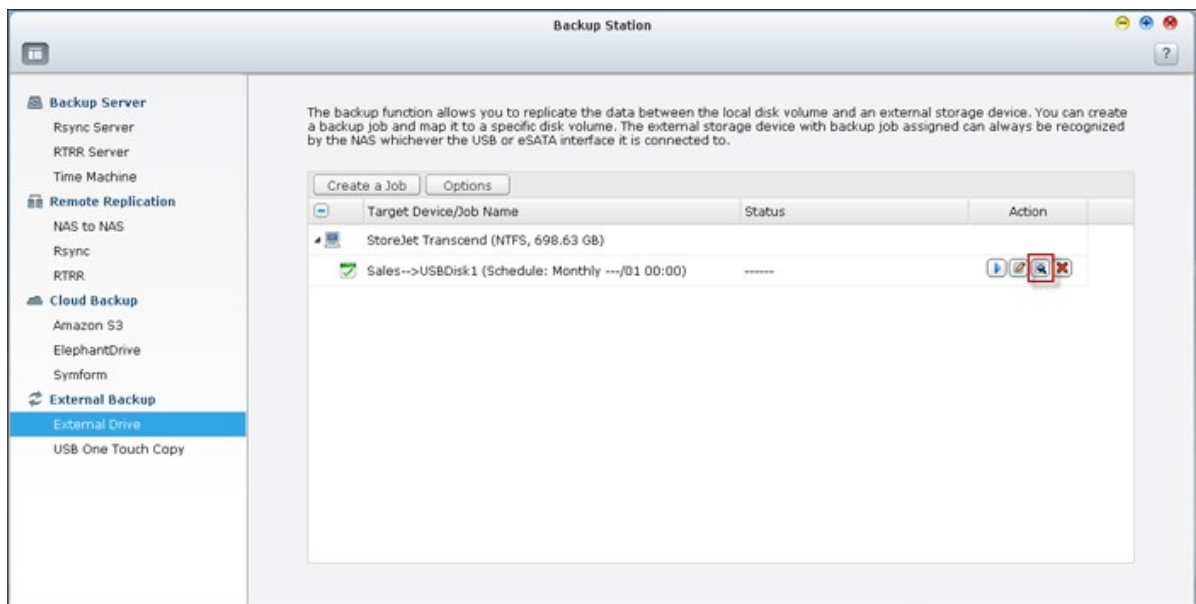 Backup Station
?
Backup Server
Rsync Server
RTRR Server
Time Machine
Remote Replication
NAS to NAS
Rsync
RTRR
Cloud Backup
Amazon S3
ElephantDrive
Symform
External Backup
External Drive
USB One Touch Copy
The backup function allows you to replicate the data between the local disk volume and an external storage device. You can create
a backup job and map it to a specific disk volume. The external storage device with backup job assigned can always be recognized
by the NAS whichever the USB or eSATA interface it is connected to.
Create a Job Options
Target Device/Job Name Status Action
StoreJet Transcend (NTFS, 698.63 GB)
Sales-->USBDisk1 (Schedule: Monthly ---/01 00:00) ------